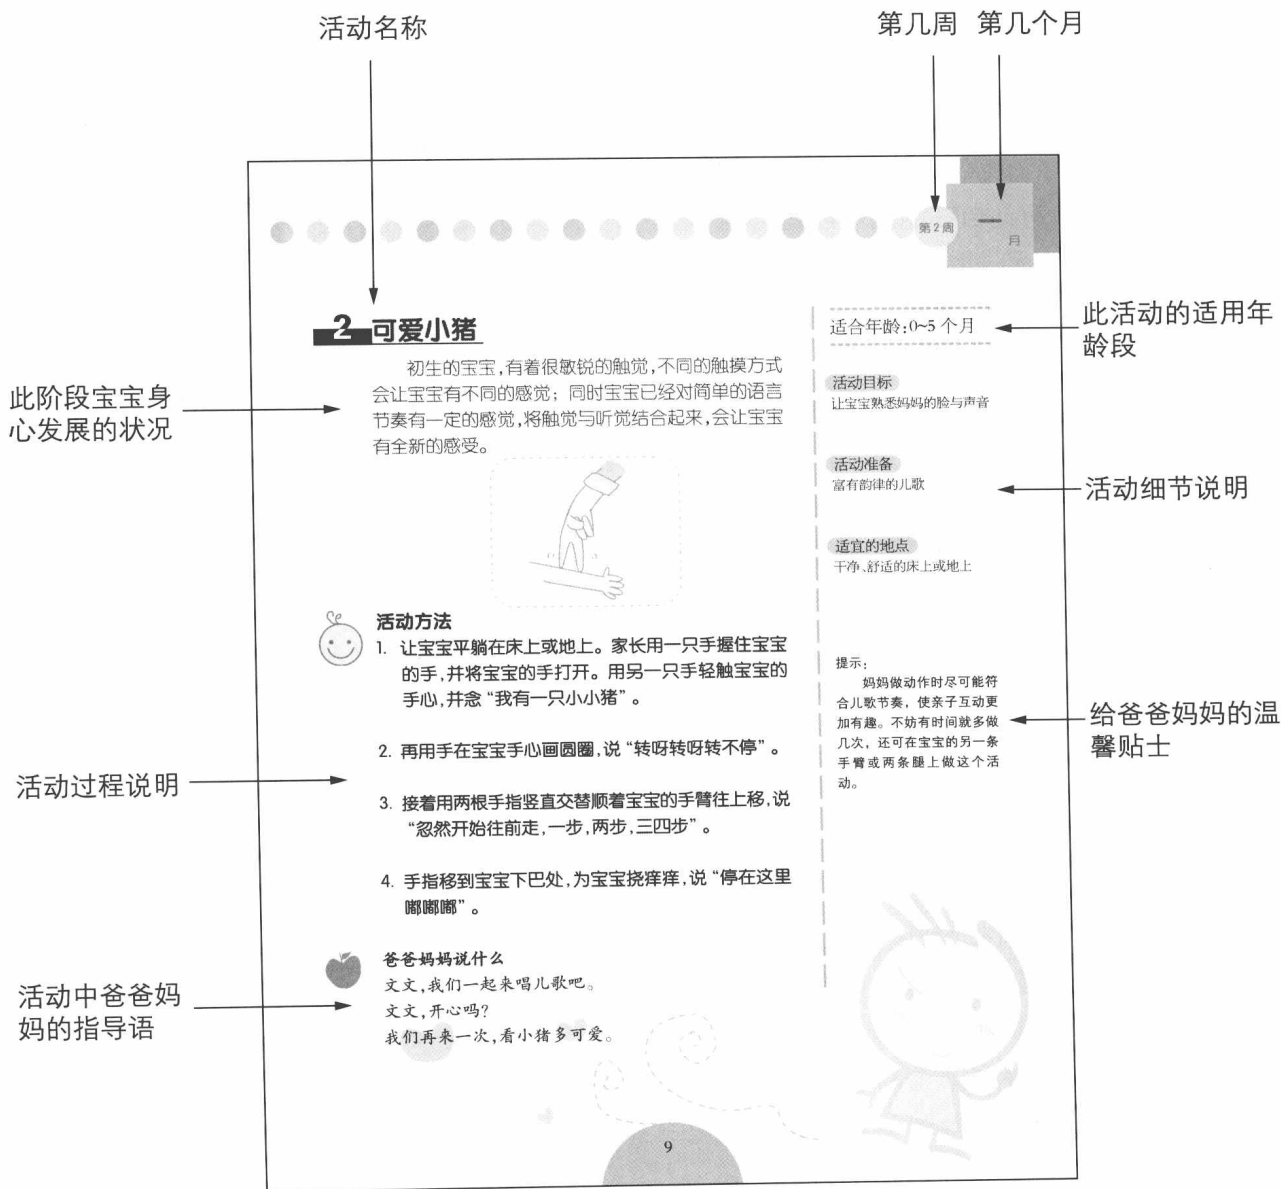 活动名称
第几周 第几个月
第2周
一
月
2 可爱小猪
初生的宝宝,有着很敏锐的触觉,不同的触摸方式
会让宝宝有不同的感觉；同时宝宝已经对简单的语言
节奏有一定的感觉,将触觉与听觉结合起来,会让宝宝
有全新的感受。
此阶段宝宝身
心发展的状况
适合年龄:0~5 个月
此活动的适用年
龄段
活动目标
让宝宝熟悉妈妈的脸与声音
活动准备
富有韵律的儿歌
活动细节说明
适宜的地点
干净、舒适的床上或地上
活动方法
1. 让宝宝平躺在床上或地上。家长用一只手握住宝宝
的手,并将宝宝的手打开。用另一只手轻触宝宝的
手心,并念“我有一只小小猪”。
2. 再用手在宝宝手心画圆圈,说“转呀转呀转不停”。
3. 接着用两根手指竖直交替顺着宝宝的手臂往上移,说
“忽然开始往前走,一步,两步,三四步”。
4. 手指移到宝宝下巴处,为宝宝挠痒痒,说“停在这里
嘟嘟嘟”。
活动过程说明
提示：
妈妈做动作时尽可能符
合儿歌节奏，使亲子互动更
加有趣。不妨有时间就多做
几次，还可在宝宝的另一条
手臂或两条腿上做这个活
动。
给爸爸妈妈的温
馨贴士
爸爸妈妈说什么
文文,我们一起来唱儿歌吧。
文文,开心吗?
我们再来一次,看小猪多可爱。
活动中爸爸妈
妈的指导语
9